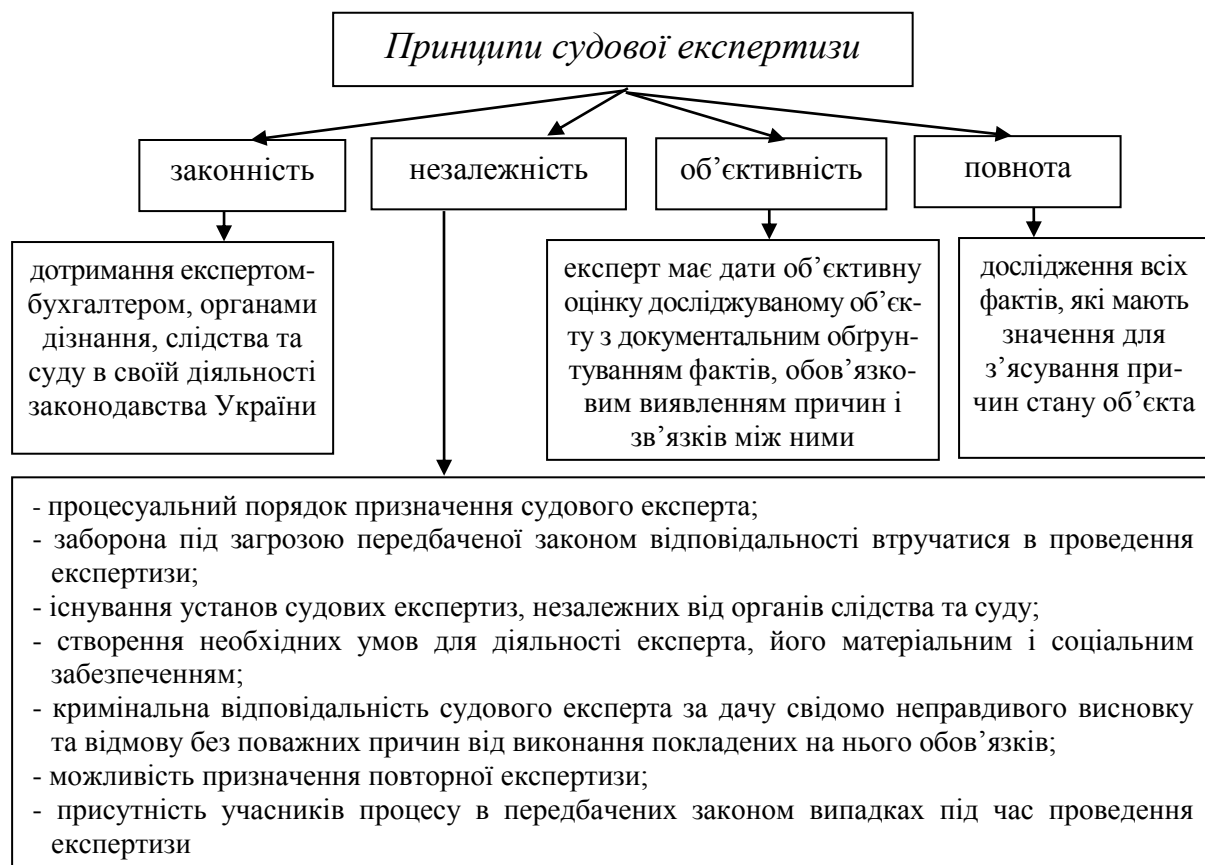 Принципи судової експертизи
законність
незалежність
об’єктивність
повнота
дотримання експертом-
бухгалтером, органами
дізнання, слідства та
суду в своїй діяльності
законодавства України
експерт має дати об’єктивну
оцінку досліджуваному об’єк-
ту з документальним обґрун-
туванням фактів, обов’язко-
вим виявленням причин і
зв’язків між ними
дослідження всіх
фактів, які мають
значення для
з’ясування при-
чин стану об’єкта
- процесуальний порядок призначення судового експерта;
- заборона під загрозою передбаченої законом відповідальності втручатися в проведення
експертизи;
- існування установ судових експертиз, незалежних від органів слідства та суду;
- створення необхідних умов для діяльності експерта, його матеріальним і соціальним
забезпеченням;
- кримінальна відповідальність судового експерта за дачу свідомо неправдивого висновку
та відмову без поважних причин від виконання покладених на нього обов’язків;
- можливість призначення повторної експертизи;
- присутність учасників процесу в передбачених законом випадках під час проведення
експертизи